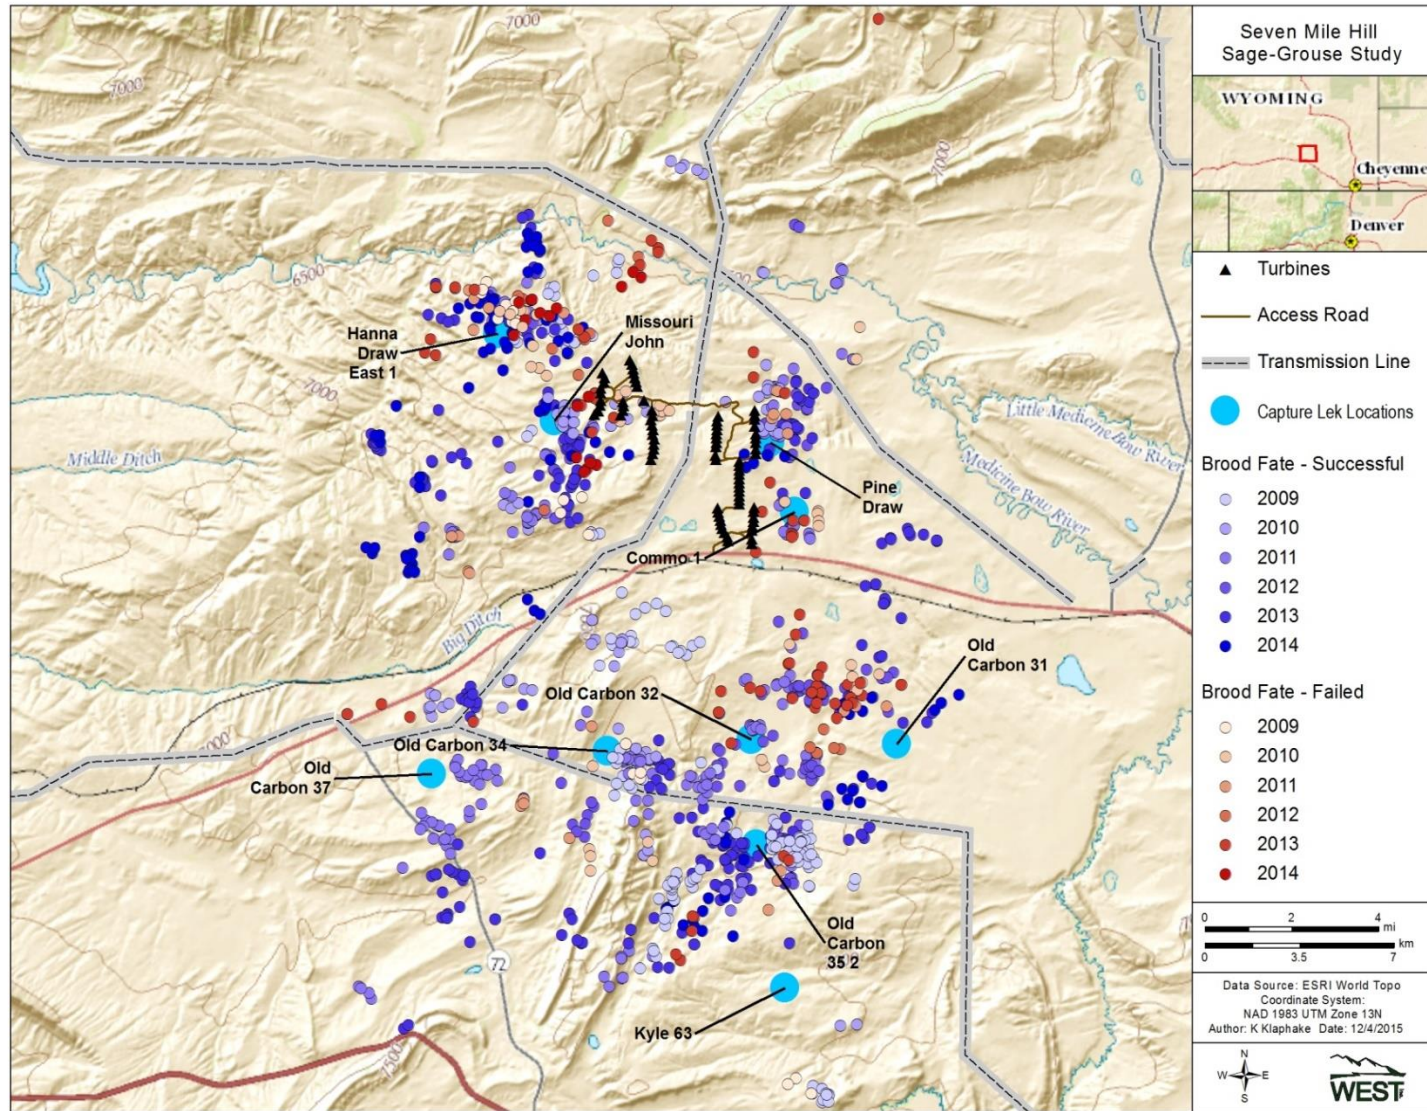 7000
7000
7000
6500
7000
Hanna
Draw
East 1
Missouri
John
Middle Ditch
Little Medicine Bow River
Medicine Bow River
Pine
Draw
Commo 1
Big Ditch
Old
Carbon 31
Old Carbon 32
Old Carbon 34
Old
Carbon 37
Old
Carbon
35 2
72
Kyle 63
7500
Seven Mile Hill
Sage-Grouse Study
WYOMING
Cheyenne
Denver
Turbines
Access Road
Transmission Line
Capture Lek Locations
Brood Fate - Successful
2009
2010
2011
2012
2013
2014
Brood Fate - Failed
2009
2010
2011
2012
2013
2014
0 2 4
mi
km
0 3.5 7
Data Source: ESRI World Topo
Coordinate System:
NAD 1983 UTM Zone 13N
Author: K Klaphake Date: 12/4/2015
N
W E
S
WEST